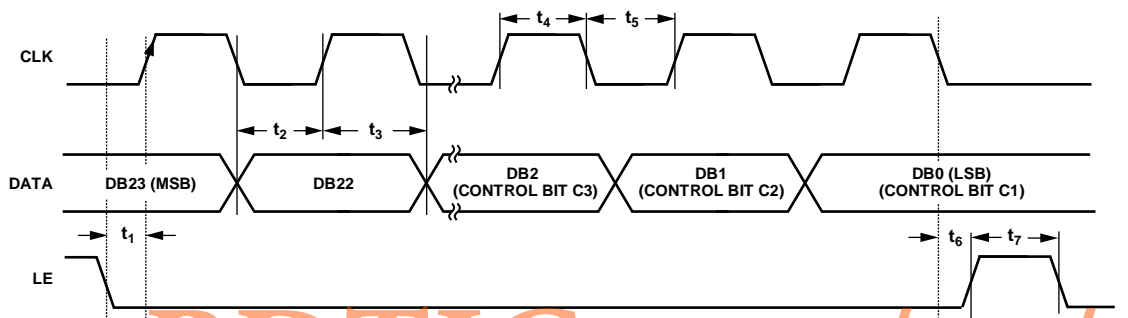 t4
t5
CLK
t2
t3
DATA
DB23 (MSB)
DB22
DB2
(CONTROL BIT C3)
DB1
(CONTROL BIT C2)
DB0 (LSB)
(CONTROL BIT C1)
t1
t6
t7
LE